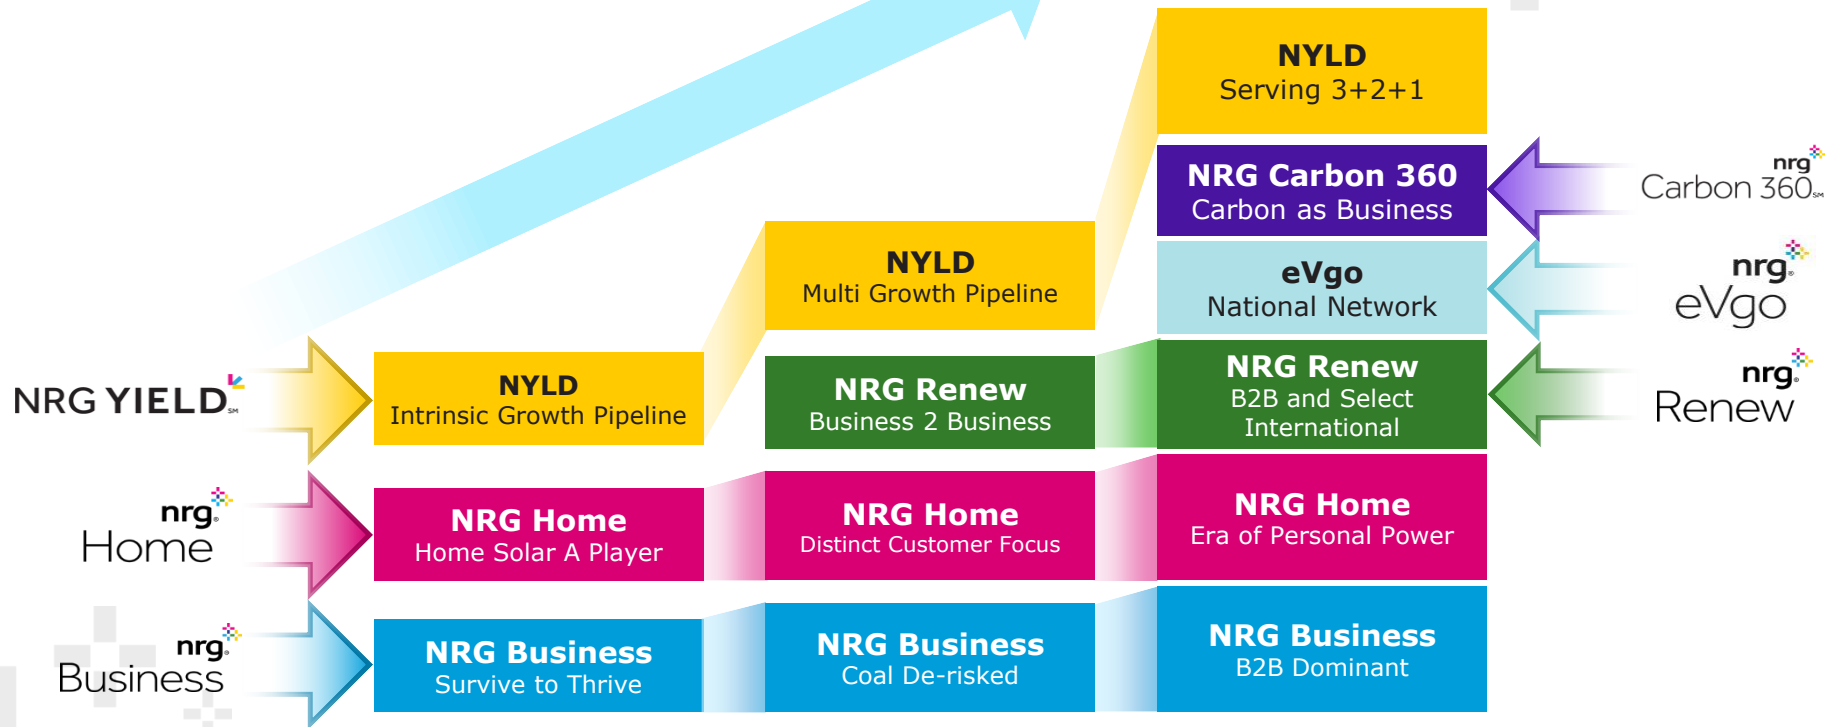 NYLD
Serving 3+2+1
NRG Carbon 360
Carbon as Business
nrg
Carbon 360 SM
NYLD
Multi Growth Pipeline
eVgo
National Network
nrg®
eVgo
NRG YIELD SM
NYLD
Intrinsic Growth Pipeline
NRG Renew
Business 2 Business
NRG Renew
B2B and Select
International
nrg®
Renew
nrg®
Home
NRG Home
Home Solar A Player
NRG Home
Distinct Customer Focus
NRG Home
Era of Personal Power
nrg®
Business
NRG Business
Survive to Thrive
NRG Business
Coal De-risked
NRG Business
B2B Dominant